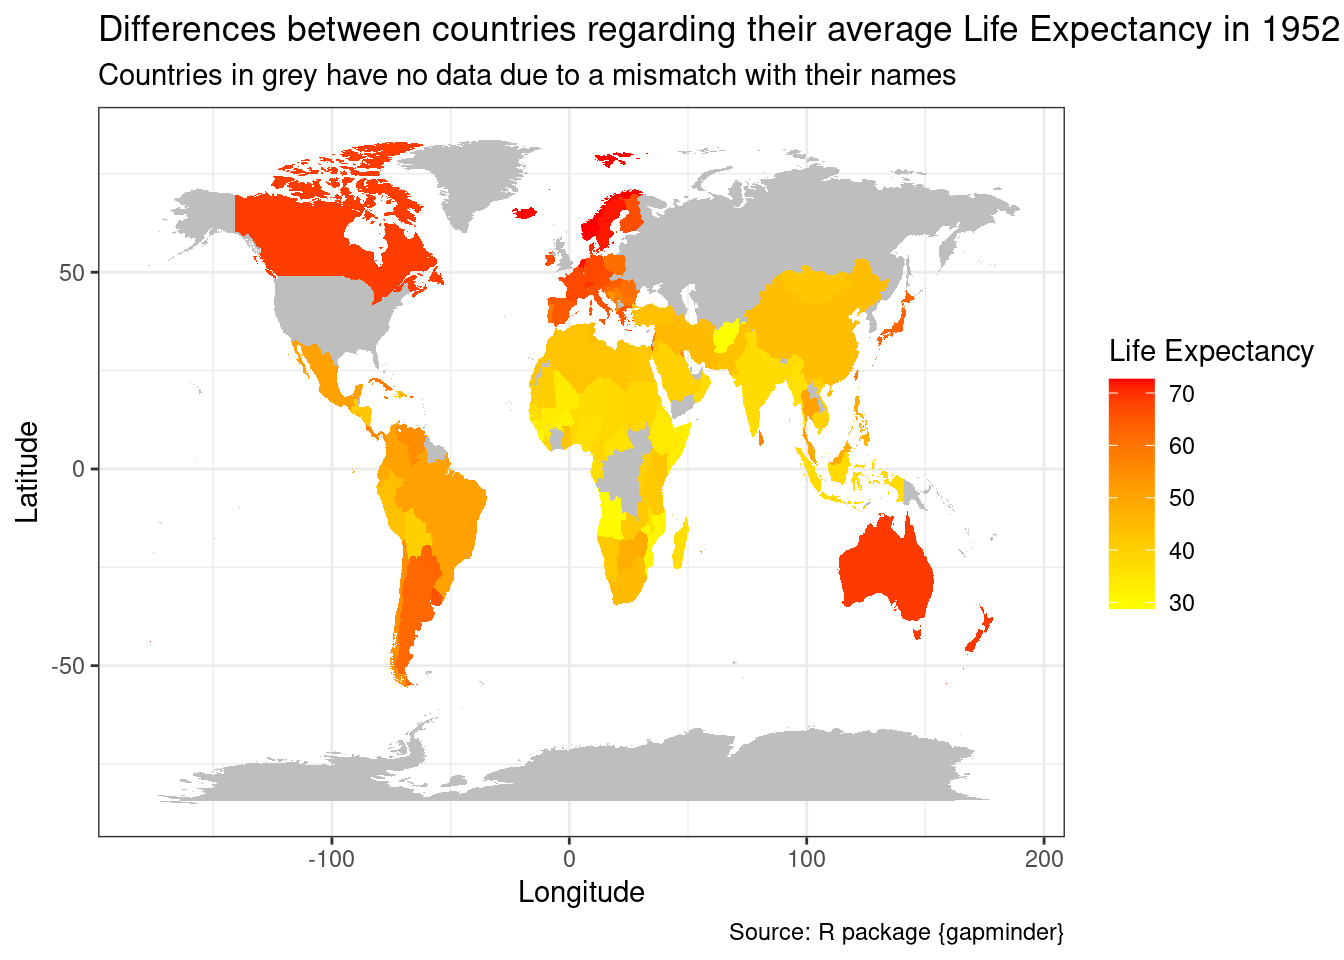 Differences between countries regarding their average Life Expectancy in 1952
Countries in grey have no data due to a mismatch with their names
Latitude
50
0
-50
-100
0
100
200
Longitude
Life Expectancy
70
60
50
40
30
Source: R package {gapminder}